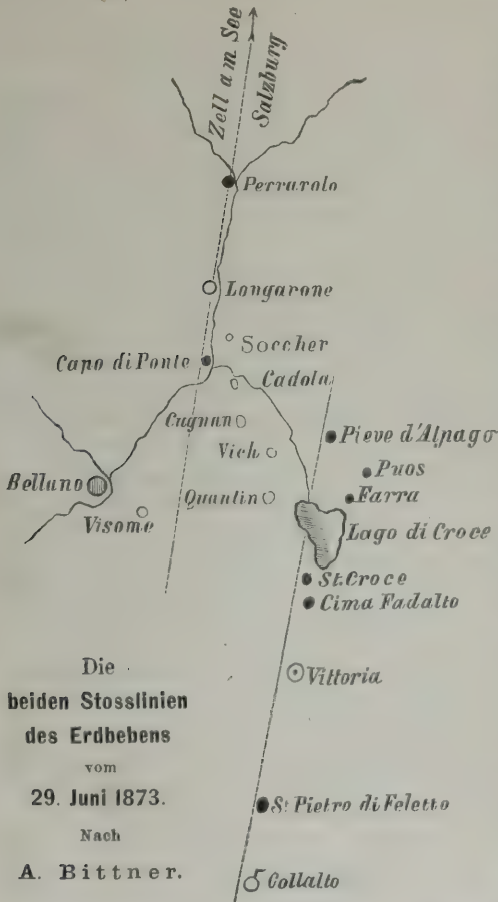 Zell am See
Salzburg
Perrarolo
Longarone
Soccher
Capo di Ponte
Cadola
Cugnan
Pieve d'Alpago
Vich
Puos
Belluno
Quantin
Farra
Visome
Lago di Croce
St. Croce
Cima Fadalto
Vittoria
Die
beiden Stosslinien
des Erdbebens
vom
29. Juni 1873.
Nach
A. Bittner.
St. Pietro di Feletto
Collalto